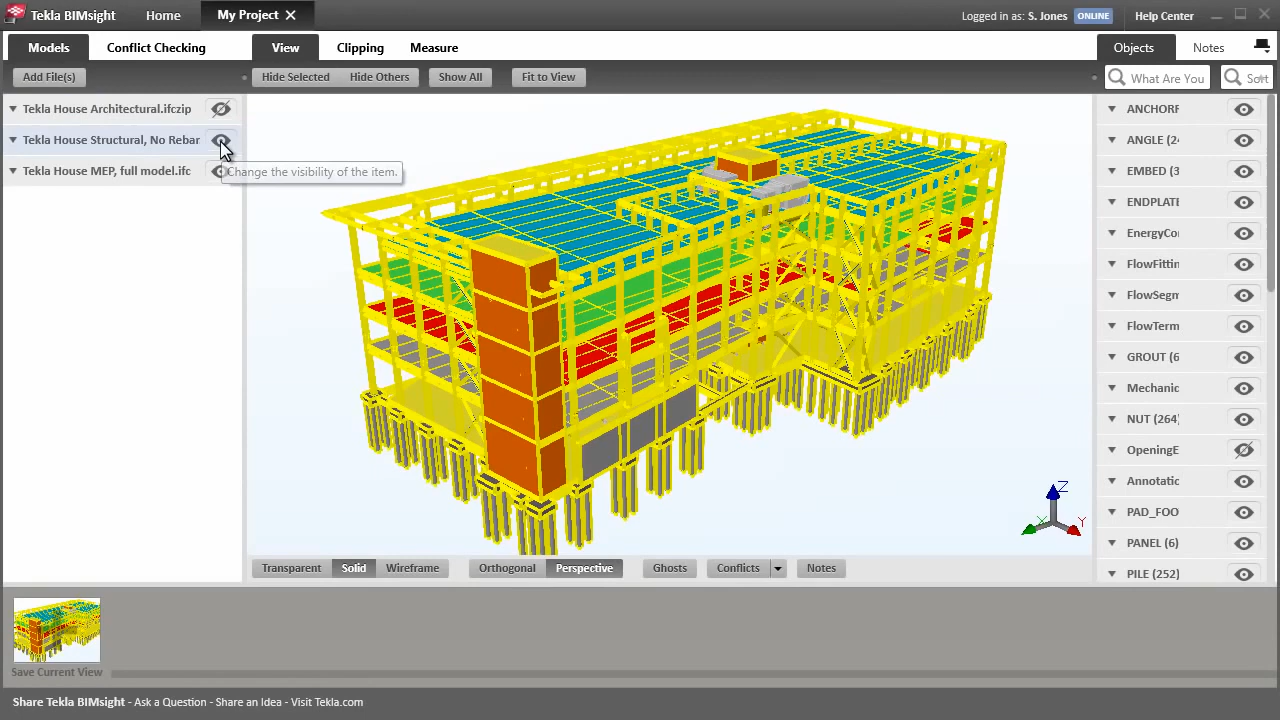 Tekla BIMsight Home My Project Logged in as: S. Jones ONLINE Help Center
Models Conflict Checking View Clipping Measure Objects Notes
Add File(s) Hide Selected Hide Others Show All Fit to View What Are You Sort
Tekla House Architectural.ifczip
Tekla House Structural, No Rebar
Tekla House MEP, full model.ifc
Change the visibility of the item.
ANCHORF
ANGLE (24
EMBED (3
ENDPLATE
EnergyCo
FlowFittin
FlowSegm
FlowTerm
GROUT (6
Mechanic
NUT (264)
OpeningE
Annotatic
PAD_FOO
PANEL (6)
PILE (252)
Z
X
Y
Transparent Solid Wireframe Orthogonal Perspective Ghosts Conflicts Notes
Save Current View
Share Tekla BIMsight - Ask a Question - Share an Idea - Visit Tekla.com